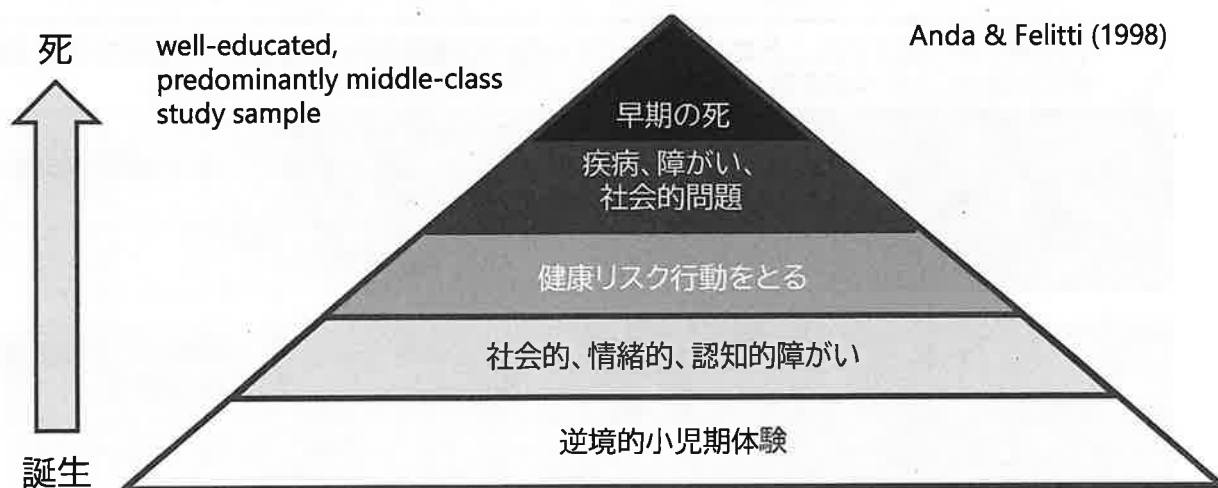 死
well-educated,
predominantly middle-class
study sample
Anda & Felitti (1998)
早期の死
疾病、障がい、
社会的問題
健康リスク行動をとる
社会的、情緒的、認知的障がい
逆境的小児期体験
誕生